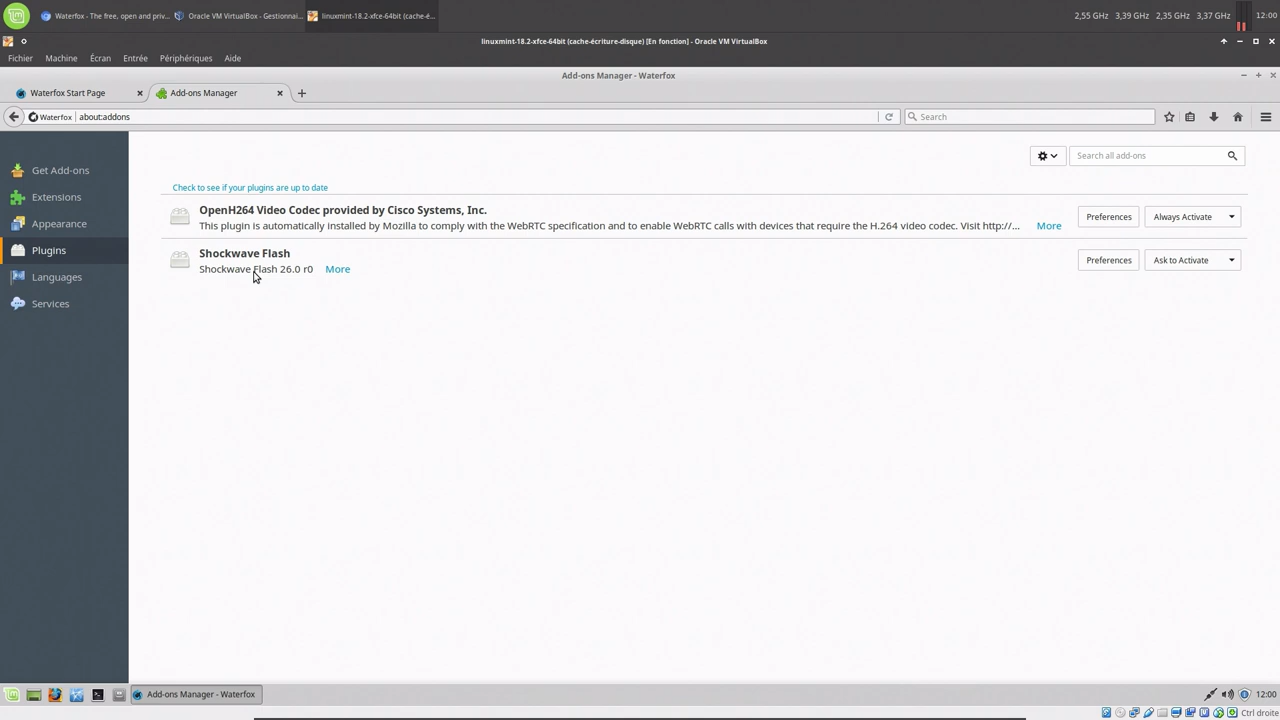 Waterfox - The free, open and priv...
Oracle VM VirtualBox - Gestionnai...
linuxmint-18.2-xfce-64bit (cache-é...
2,55 GHz 3,39 GHz 2,35 GHz 3,37 GHz
12:00
linuxmint-18.2-xfce-64bit (cache-écriture-disque) [En fonction] - Oracle VM VirtualBox
Fichier Machine Écran Entrée Périphériques Aide
Add-ons Manager - Waterfox
Waterfox Start Page
Add-ons Manager
Waterfox
about:addons
Search
Get Add-ons
Extensions
Appearance
Plugins
Languages
Services
Search all add-ons
Check to see if your plugins are up to date
OpenH264 Video Codec provided by Cisco Systems, Inc.
This plugin is automatically installed by Mozilla to comply with the WebRTC specification and to enable WebRTC calls with devices that require the H.264 video codec. Visit http://... More
Preferences
Always Activate
Shockwave Flash
Shockwave Flash 26.0 r0 More
Preferences
Ask to Activate
Add-ons Manager - Waterfox
12:00
Ctrl droite